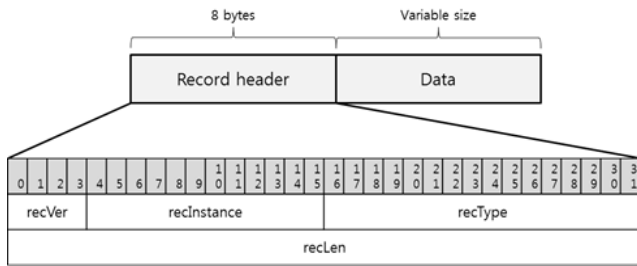 8 bytes Variable size
Record header Data
0 1 2 3 4 5 6 7 8 9 10 11 12 13 14 15 16 17 18 19 20 21 22 23 24 25 26 27 28 29 30 31
recVer recInstance recType
recLen